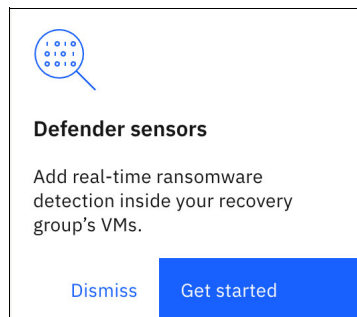 Defender sensors
Add real-time ransomware
detection inside your recovery
group’s VMs.
Dismiss
Get started